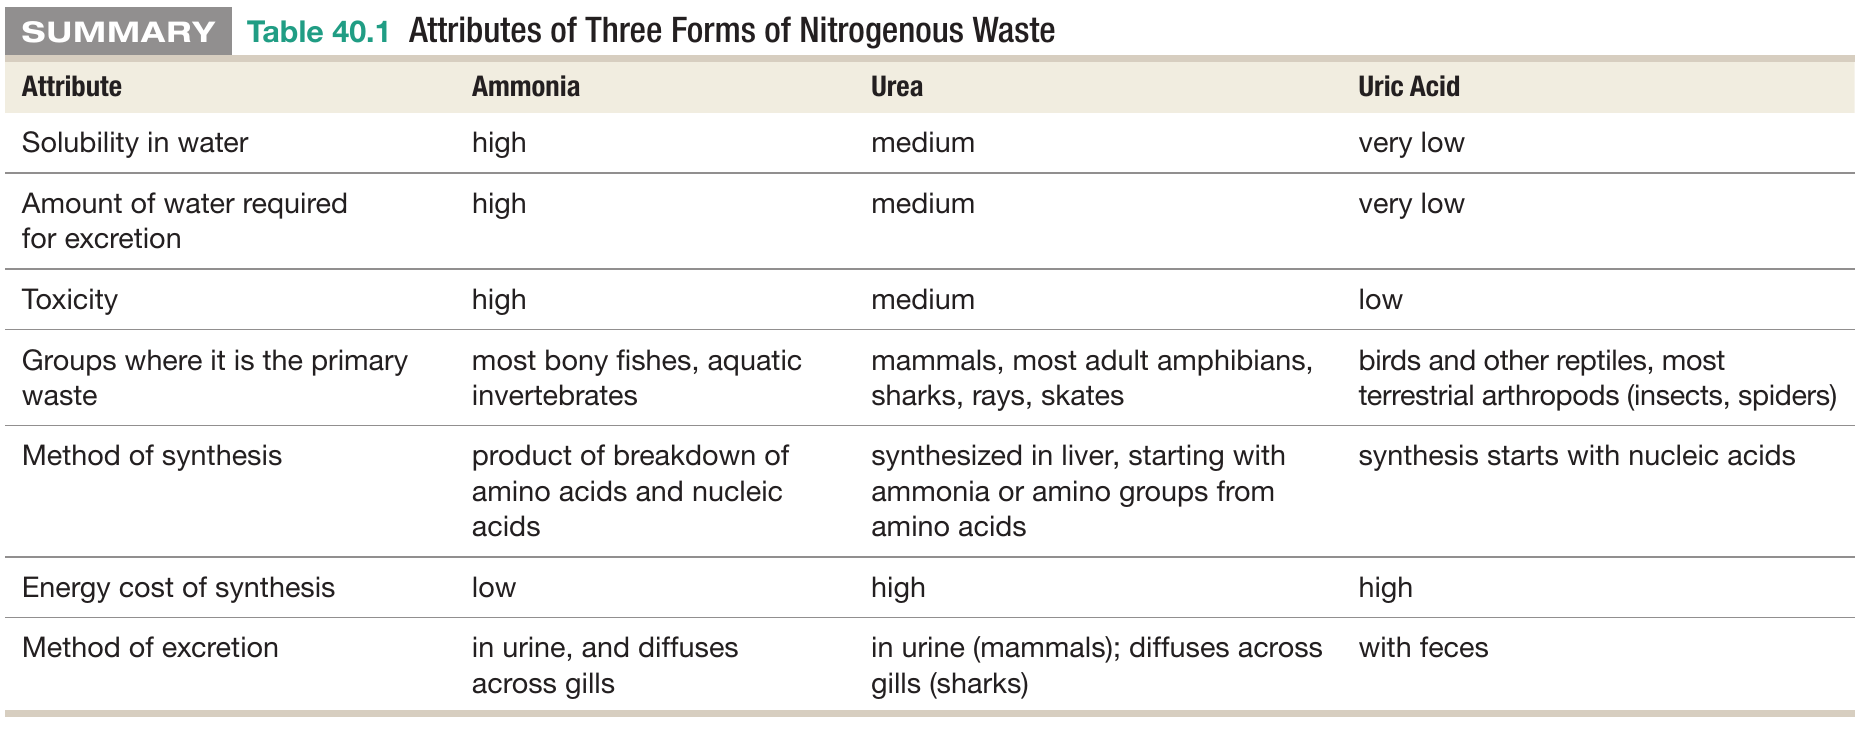 SUMMARY Table 40.1 Attributes of Three Forms of Nitrogenous Waste
Attribute Ammonia Urea Uric Acid
Solubility in water high medium very low
Amount of water required high medium very low
for excretion
Toxicity high medium low
Groups where it is the primary most bony fishes, aquatic mammals, most adult amphibians, birds and other reptiles, most
waste invertebrates sharks, rays, skates terrestrial arthropods (insects, spiders)
Method of synthesis product of breakdown of synthesized in liver, starting with synthesis starts with nucleic acids
amino acids and nucleic ammonia or amino groups from
acids amino acids
Energy cost of synthesis low high high
Method of excretion in urine, and diffuses in urine (mammals); diffuses across with feces
across gills gills (sharks)